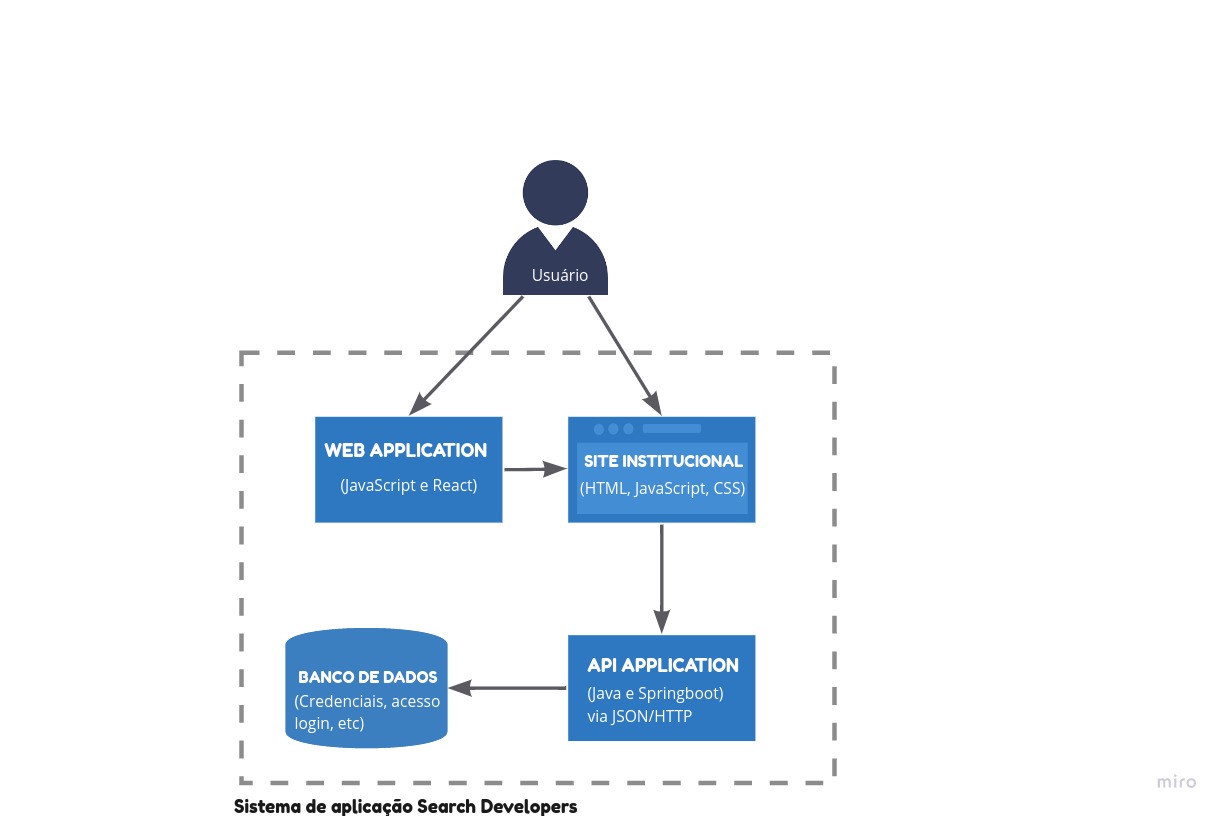 Usuário
WEB APPLICATION
(JavaScript e React)
SITE INSTITUCIONAL
(HTML, JavaScript, CSS)
BANCO DE DADOS
(Credenciais, acesso
login, etc)
API APPLICATION
(Java e Springboot)
via JSON/HTTP
miro
Sistema de aplicação Search Developers